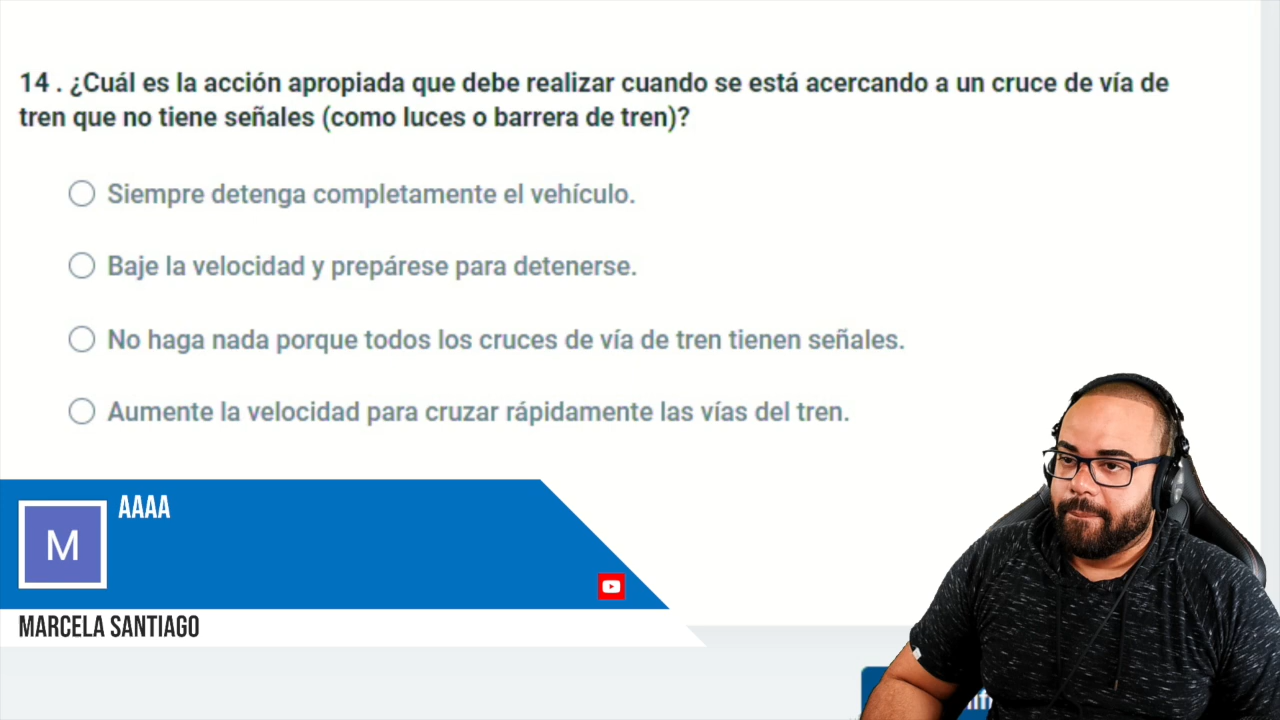 14 . ¿Cuál es la acción apropiada que debe realizar cuando se está acercando a un cruce de vía de
tren que no tiene señales (como luces o barrera de tren)?
Siempre detenga completamente el vehículo.
Baje la velocidad y prepárese para detenerse.
No haga nada porque todos los cruces de vía de tren tienen señales.
Aumente la velocidad para cruzar rápidamente las vías del tren.
AAAA
M
MARCELA SANTIAGO